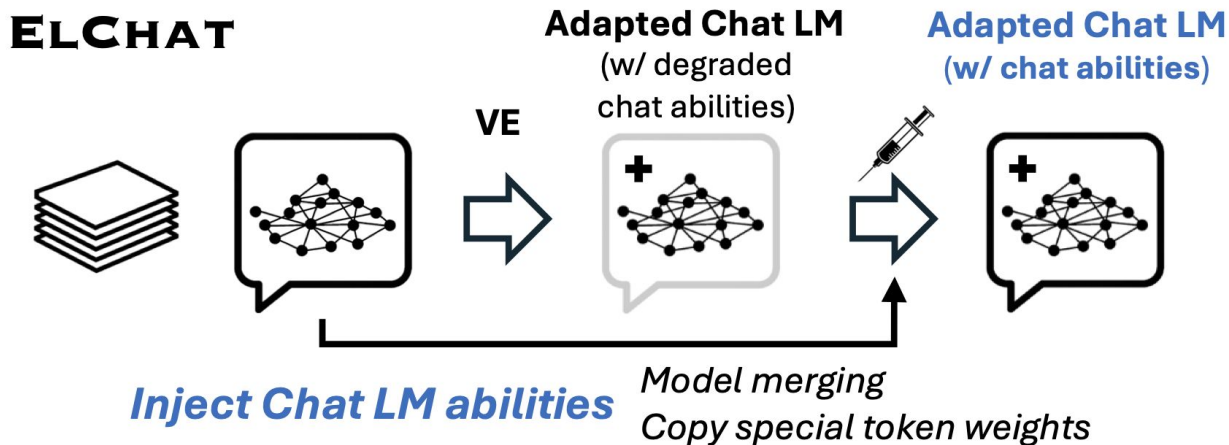 ELCHAT
Adapted Chat LM
(w/ degraded
chat abilities)
Adapted Chat LM
(w/ chat abilities)
VE
Inject Chat LM abilities
Model merging
Copy special token weights